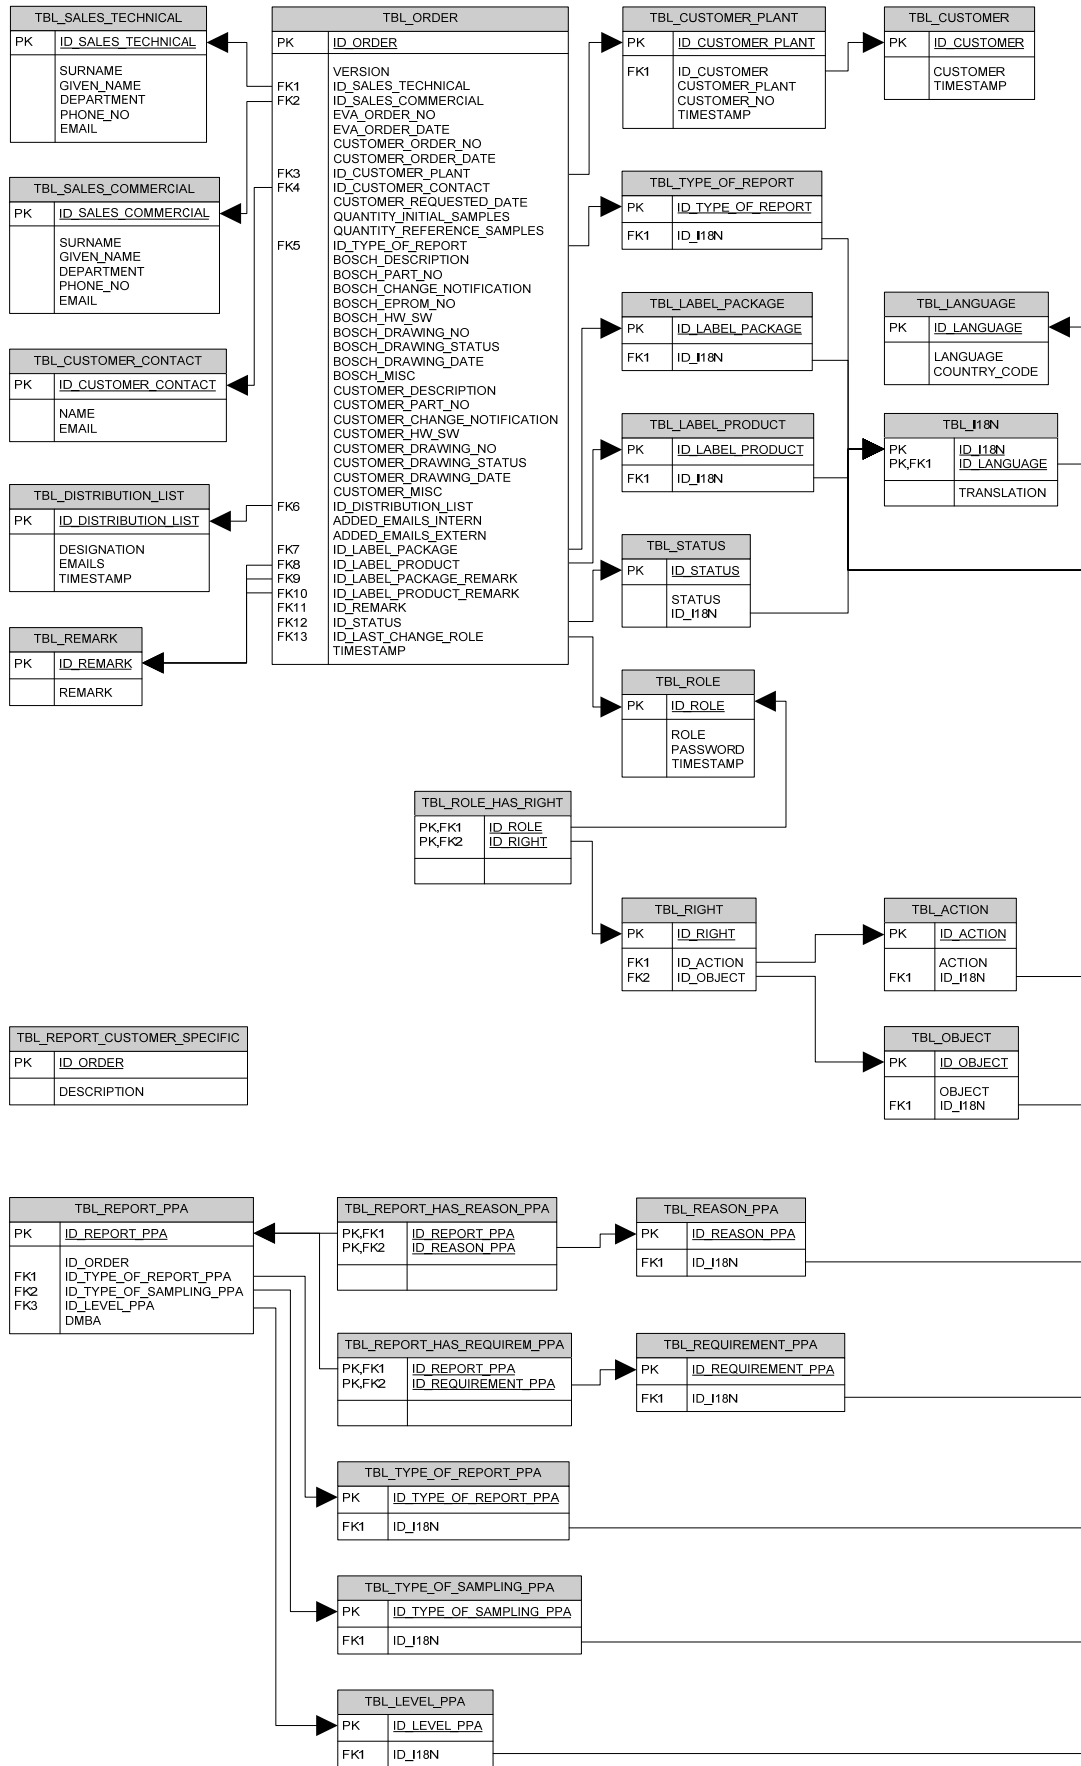 TBL_SALES_TECHNICAL
PK ID_SALES_TECHNICAL
SURNAME
GIVEN_NAME
DEPARTMENT
PHONE_NO
EMAIL
TBL_SALES_COMMERCIAL
PK ID_SALES_COMMERCIAL
SURNAME
GIVEN_NAME
DEPARTMENT
PHONE_NO
EMAIL
TBL_CUSTOMER_CONTACT
PK ID_CUSTOMER_CONTACT
NAME
EMAIL
TBL_DISTRIBUTION_LIST
PK ID_DISTRIBUTION_LIST
DESIGNATION
EMAILS
TIMESTAMP
TBL_REMARK
PK ID_REMARK
REMARK
TBL_ORDER
PK ID_ORDER
VERSION
FK1 ID_SALES_TECHNICAL
FK2 ID_SALES_COMMERCIAL
EVA_ORDER_NO
EVA_ORDER_DATE
CUSTOMER_ORDER_NO
CUSTOMER_ORDER_DATE
FK3 ID_CUSTOMER_PLANT
FK4 ID_CUSTOMER_CONTACT
CUSTOMER_REQUESTED_DATE
QUANTITY_INITIAL_SAMPLES
QUANTITY_REFERENCE_SAMPLES
FK5 ID_TYPE_OF_REPORT
BOSCH_DESCRIPTION
BOSCH_PART_NO
BOSCH_CHANGE_NOTIFICATION
BOSCH_EPROM_NO
BOSCH_HW_SW
BOSCH_DRAWING_NO
BOSCH_DRAWING_STATUS
BOSCH_DRAWING_DATE
BOSCH_MISC
CUSTOMER_DESCRIPTION
CUSTOMER_PART_NO
CUSTOMER_CHANGE_NOTIFICATION
CUSTOMER_HW_SW
CUSTOMER_DRAWING_NO
CUSTOMER_DRAWING_STATUS
CUSTOMER_DRAWING_DATE
CUSTOMER_MISC
FK6 ID_DISTRIBUTION_LIST
ADDED_EMAILS_INTERN
ADDED_EMAILS_EXTERN
FK7 ID_LABEL_PACKAGE
FK8 ID_LABEL_PRODUCT
FK9 ID_LABEL_PACKAGE_REMARK
FK10 ID_LABEL_PRODUCT_REMARK
FK11 ID_REMARK
FK12 ID_STATUS
FK13 ID_LAST_CHANGE_ROLE
TIMESTAMP
TBL_CUSTOMER_PLANT
PK ID_CUSTOMER_PLANT
FK1 ID_CUSTOMER
CUSTOMER_PLANT
CUSTOMER_NO
TIMESTAMP
TBL_CUSTOMER
PK ID_CUSTOMER
CUSTOMER
TIMESTAMP
TBL_TYPE_OF_REPORT
PK ID_TYPE_OF_REPORT
FK1 ID_I18N
TBL_LABEL_PACKAGE
PK ID_LABEL_PACKAGE
FK1 ID_I18N
TBL_LANGUAGE
PK ID_LANGUAGE
LANGUAGE
COUNTRY_CODE
TBL_LABEL_PRODUCT
PK ID_LABEL_PRODUCT
FK1 ID_I18N
TBL_I18N
PK ID_I18N
PK,FK1 ID_LANGUAGE
TRANSLATION
TBL_STATUS
PK ID_STATUS
STATUS
ID_I18N
TBL_ROLE
PK ID_ROLE
ROLE
PASSWORD
TIMESTAMP
TBL_ROLE_HAS_RIGHT
PK,FK1 ID_ROLE
PK,FK2 ID_RIGHT
TBL_RIGHT
PK ID_RIGHT
FK1 ID_ACTION
FK2 ID_OBJECT
TBL_ACTION
PK ID_ACTION
ACTION
FK1 ID_I18N
TBL_OBJECT
PK ID_OBJECT
OBJECT
FK1 ID_I18N
TBL_REPORT_CUSTOMER_SPECIFIC
PK ID_ORDER
DESCRIPTION
TBL_REPORT_PPA
PK ID_REPORT_PPA
ID_ORDER
FK1 ID_TYPE_OF_REPORT_PPA
FK2 ID_TYPE_OF_SAMPLING_PPA
FK3 ID_LEVEL_PPA
DMBA
TBL_REPORT_HAS_REASON_PPA
PK,FK1 ID_REPORT_PPA
PK,FK2 ID_REASON_PPA
TBL_REASON_PPA
PK ID_REASON_PPA
FK1 ID_I18N
TBL_REPORT_HAS_REQUIREM_PPA
PK,FK1 ID_REPORT_PPA
PK,FK2 ID_REQUIREMENT_PPA
TBL_REQUIREMENT_PPA
PK ID_REQUIREMENT_PPA
FK1 ID_I18N
TBL_TYPE_OF_REPORT_PPA
PK ID_TYPE_OF_REPORT_PPA
FK1 ID_I18N
TBL_TYPE_OF_SAMPLING_PPA
PK ID_TYPE_OF_SAMPLING_PPA
FK1 ID_I18N
TBL_LEVEL_PPA
PK ID_LEVEL_PPA
FK1 ID_I18N